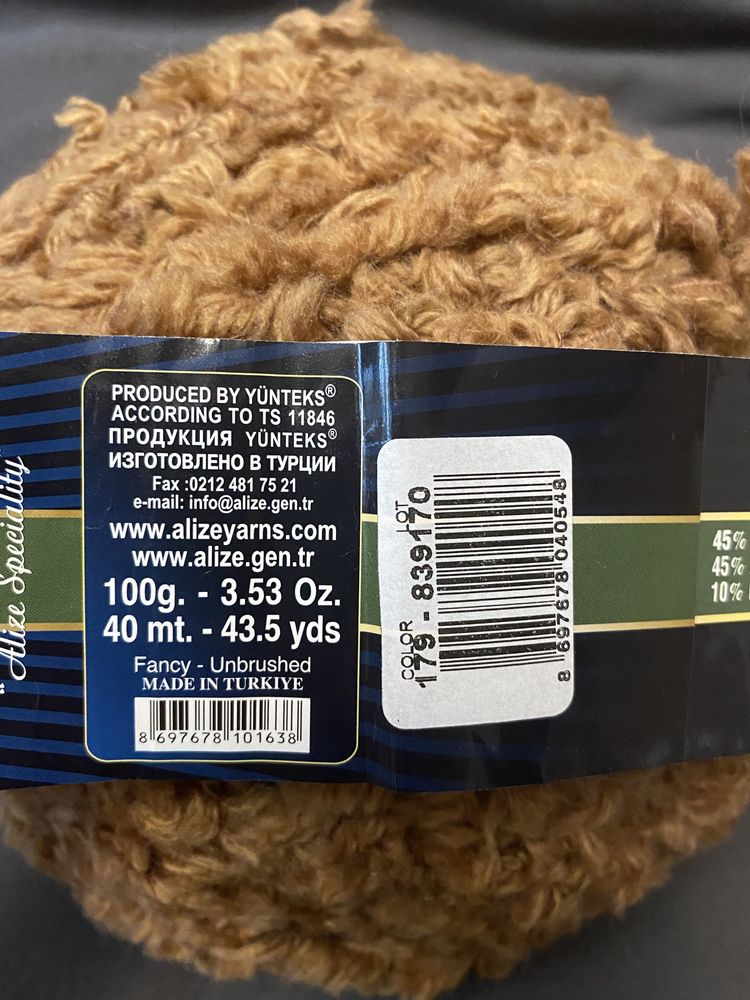 "Alize Speciality"
PRODUCED BY YÜNTEKS®
ACCORDING TO TS 11846
ПРОДУКЦИЯ YÜNTEKS®
ИЗГОТОВЛЕНО В ТУРЦИИ
Fax :0212 481 75 21
e-mail: info@alize.gen.tr
www.alizeyarns.com
www.alize.gen.tr
100g. - 3.53 Oz.
40 mt. - 43.5 yds
Fancy - Unbrushed
MADE IN TURKIYE
8 697678 101638
COLOR LOT
179 - 839170
8 697678 040548
45%
45%
10%